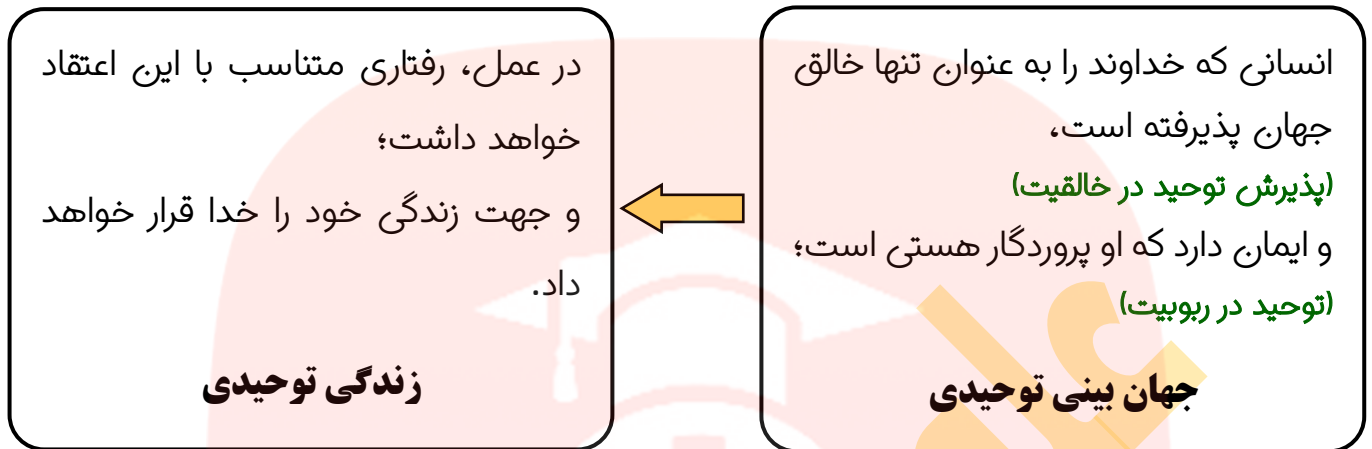 انسانی که خداوند را به عنوان تنها خالق
جهان پذیرفته است،
(پذیرش توحید در خالقیت)
و ایمان دارد که او پروردگار هستی است؛
(توحید در ربوبیت)
جهان بینی توحیدی
در عمل، رفتاری متناسب با این اعتقاد
خواهد داشت؛
و جهت زندگی خود را خدا قرار خواهد
داد.
زندگی توحیدی